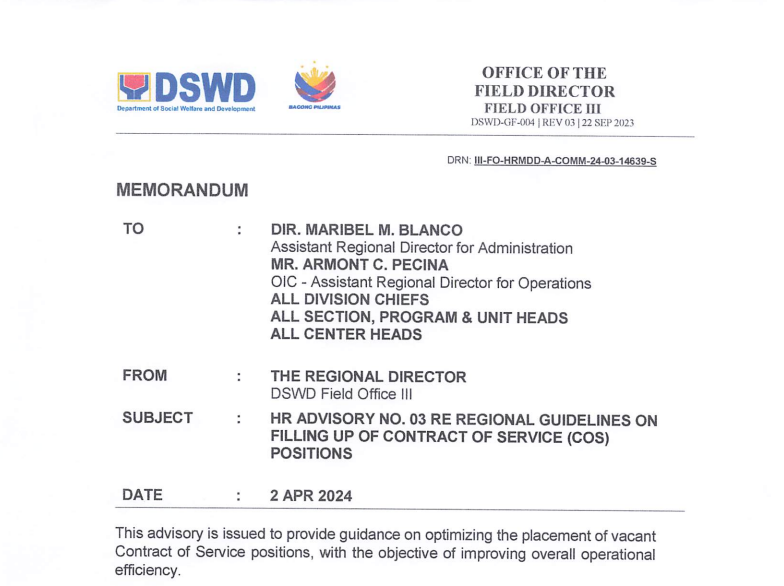 DSWD
Department of Social Welfare and Development
BAGONG PILIPINAS
OFFICE OF THE
FIELD DIRECTOR
FIELD OFFICE III
DSWD-GF-004 | REV 03 | 22 SEP 2023
DRN: III-FO-HRMDD-A-COMM-24-03-14639-S
MEMORANDUM
TO : DIR. MARIBEL M. BLANCO
Assistant Regional Director for Administration
MR. ARMONT C. PECINA
OIC - Assistant Regional Director for Operations
ALL DIVISION CHIEFS
ALL SECTION, PROGRAM & UNIT HEADS
ALL CENTER HEADS
FROM : THE REGIONAL DIRECTOR
DSWD Field Office III
SUBJECT : HR ADVISORY NO. 03 RE REGIONAL GUIDELINES ON
FILLING UP OF CONTRACT OF SERVICE (COS)
POSITIONS
DATE : 2 APR 2024
This advisory is issued to provide guidance on optimizing the placement of vacant
Contract of Service positions, with the objective of improving overall operational
efficiency.